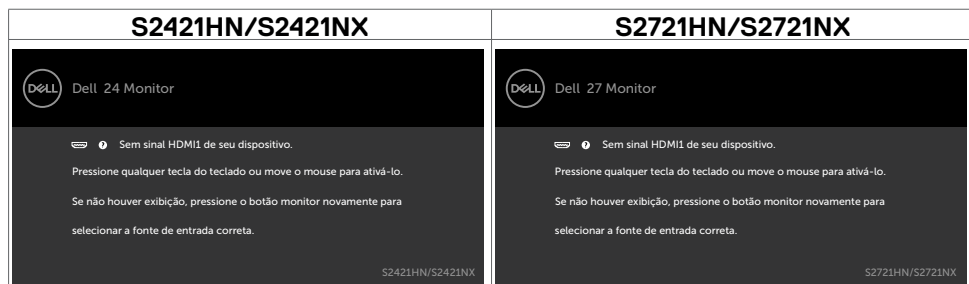 S2421HN/S2421NX
DELL Dell 24 Monitor
Sem sinal HDMI1 de seu dispositivo.
Pressione qualquer tecla do teclado ou move o mouse para ativá-lo.
Se não houver exibição, pressione o botão monitor novamente para
selecionar a fonte de entrada correta.
S2421HN/S2421NX
S2721HN/S2721NX
DELL Dell 27 Monitor
Sem sinal HDMI1 de seu dispositivo.
Pressione qualquer tecla do teclado ou move o mouse para ativá-lo.
Se não houver exibição, pressione o botão monitor novamente para
selecionar a fonte de entrada correta.
S2721HN/S2721NX